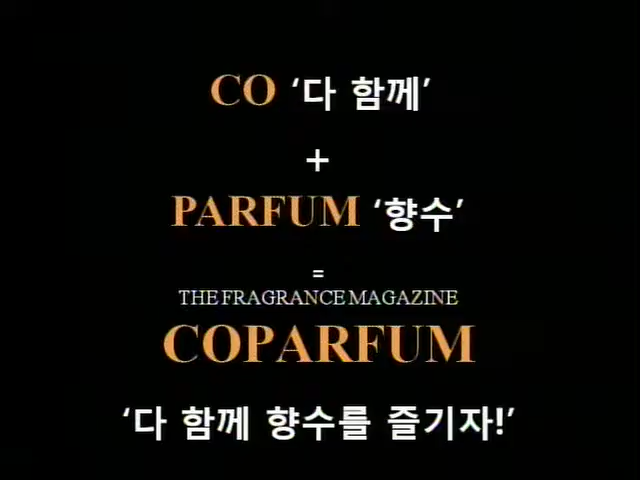 CO ‘다 함께’
+
PARFUM ‘향수’
=
THE FRAGRANCE MAGAZINE
COPARFUM
‘다 함께 향수를 즐기자!’